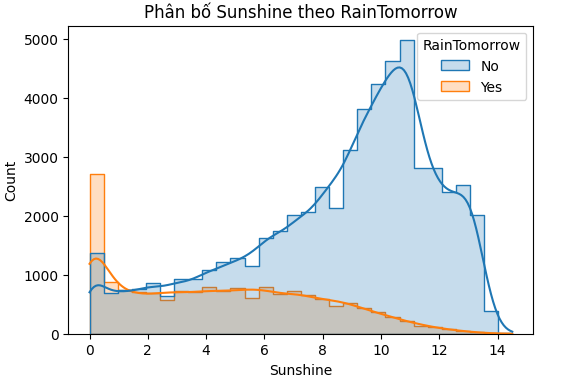 Phân bố Sunshine theo RainTomorrow
RainTomorrow
No
Yes
Count
5000
4000
3000
2000
1000
0
0 2 4 6 8 10 12 14
Sunshine